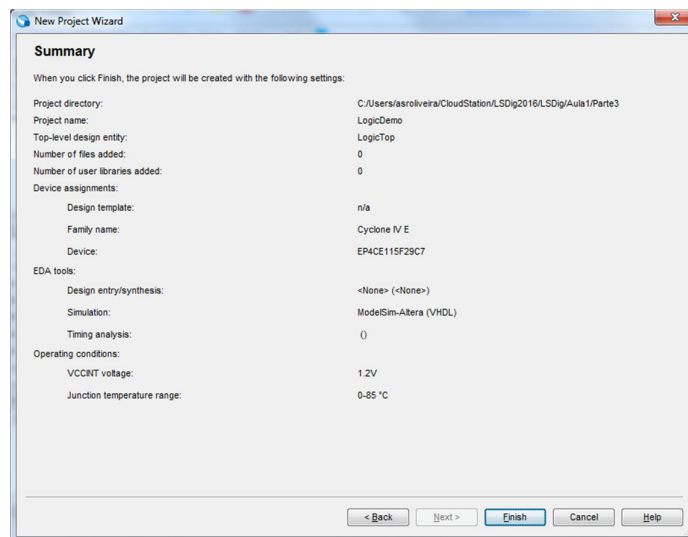 New Project Wizard
Summary
When you click Finish, the project will be created with the following settings:
Project directory: C:/Users/asroliveira/CloudStation/LSDig2016/LSDig/Aula1/Parte3
Project name: LogicDemo
Top-level design entity: LogicTop
Number of files added: 0
Number of user libraries added: 0
Device assignments:
Design template: n/a
Family name: Cyclone IV E
Device: EP4CE115F29C7
EDA tools:
Design entry/synthesis: <None> (<None>)
Simulation: ModelSim-Altera (VHDL)
Timing analysis: ()
Operating conditions:
VCCINT voltage: 1.2V
Junction temperature range: 0-85 °C
< Back Next > Finish Cancel Help